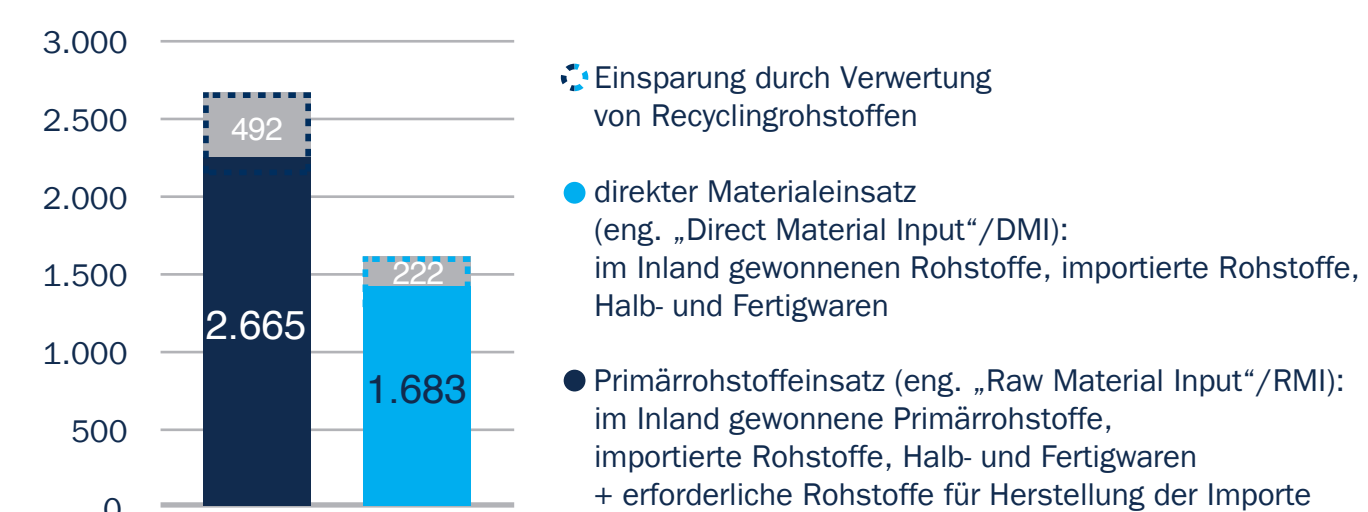 3.000
2.500
2.000
1.500
1.000
500
0
492
2.665
222
1.683
Einsparung durch Verwertung
von Recyclingrohstoffen
direkter Materialeinsatz
(eng. „Direct Material Input“/DMI):
im Inland gewonnenen Rohstoffe, importierte Rohstoffe,
Halb- und Fertigwaren
Primärrohstoffeinsatz (eng. „Raw Material Input“/RMI):
im Inland gewonnene Primärrohstoffe,
importierte Rohstoffe, Halb- und Fertigwaren
+ erforderliche Rohstoffe für Herstellung der Importe